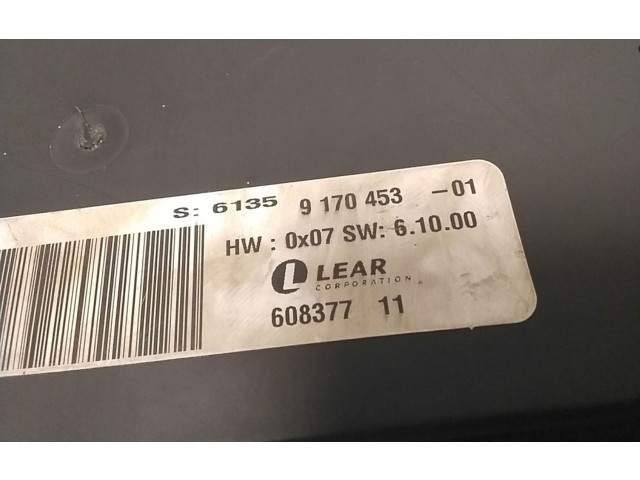 S: 6135 9 170 453 -01
HW : 0x07 SW: 6.10.00
LEAR
CORPORATION®
608377 11